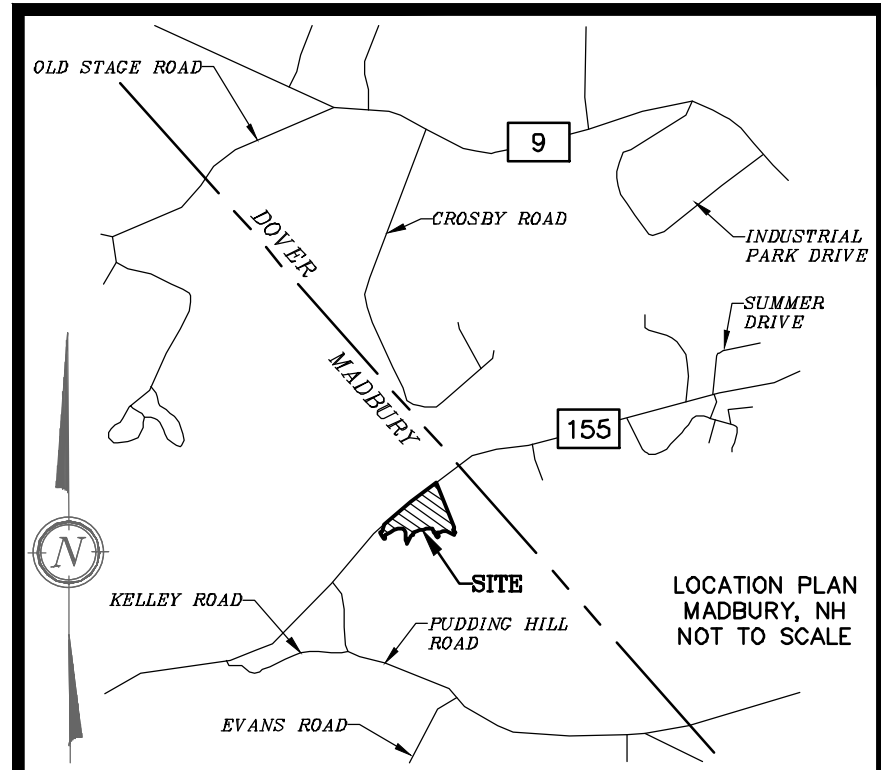 OLD STAGE ROAD
9
DOVER
CROSBY ROAD
INDUSTRIAL
PARK DRIVE
SUMMER
DRIVE
MADBURY
155
N
SITE
KELLEY ROAD
PUDDING HILL
ROAD
LOCATION PLAN
MADBURY, NH
NOT TO SCALE
EVANS ROAD